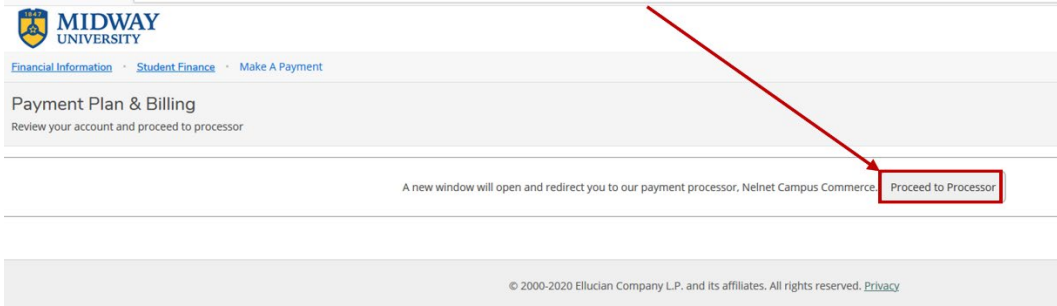 1847
MIDWAY
UNIVERSITY
Financial Information · Student Finance · Make A Payment
Payment Plan & Billing
Review your account and proceed to processor
A new window will open and redirect you to our payment processor, Nelnet Campus Commerce. Proceed to Processor
© 2000-2020 Ellucian Company L.P. and its affiliates. All rights reserved. Privacy